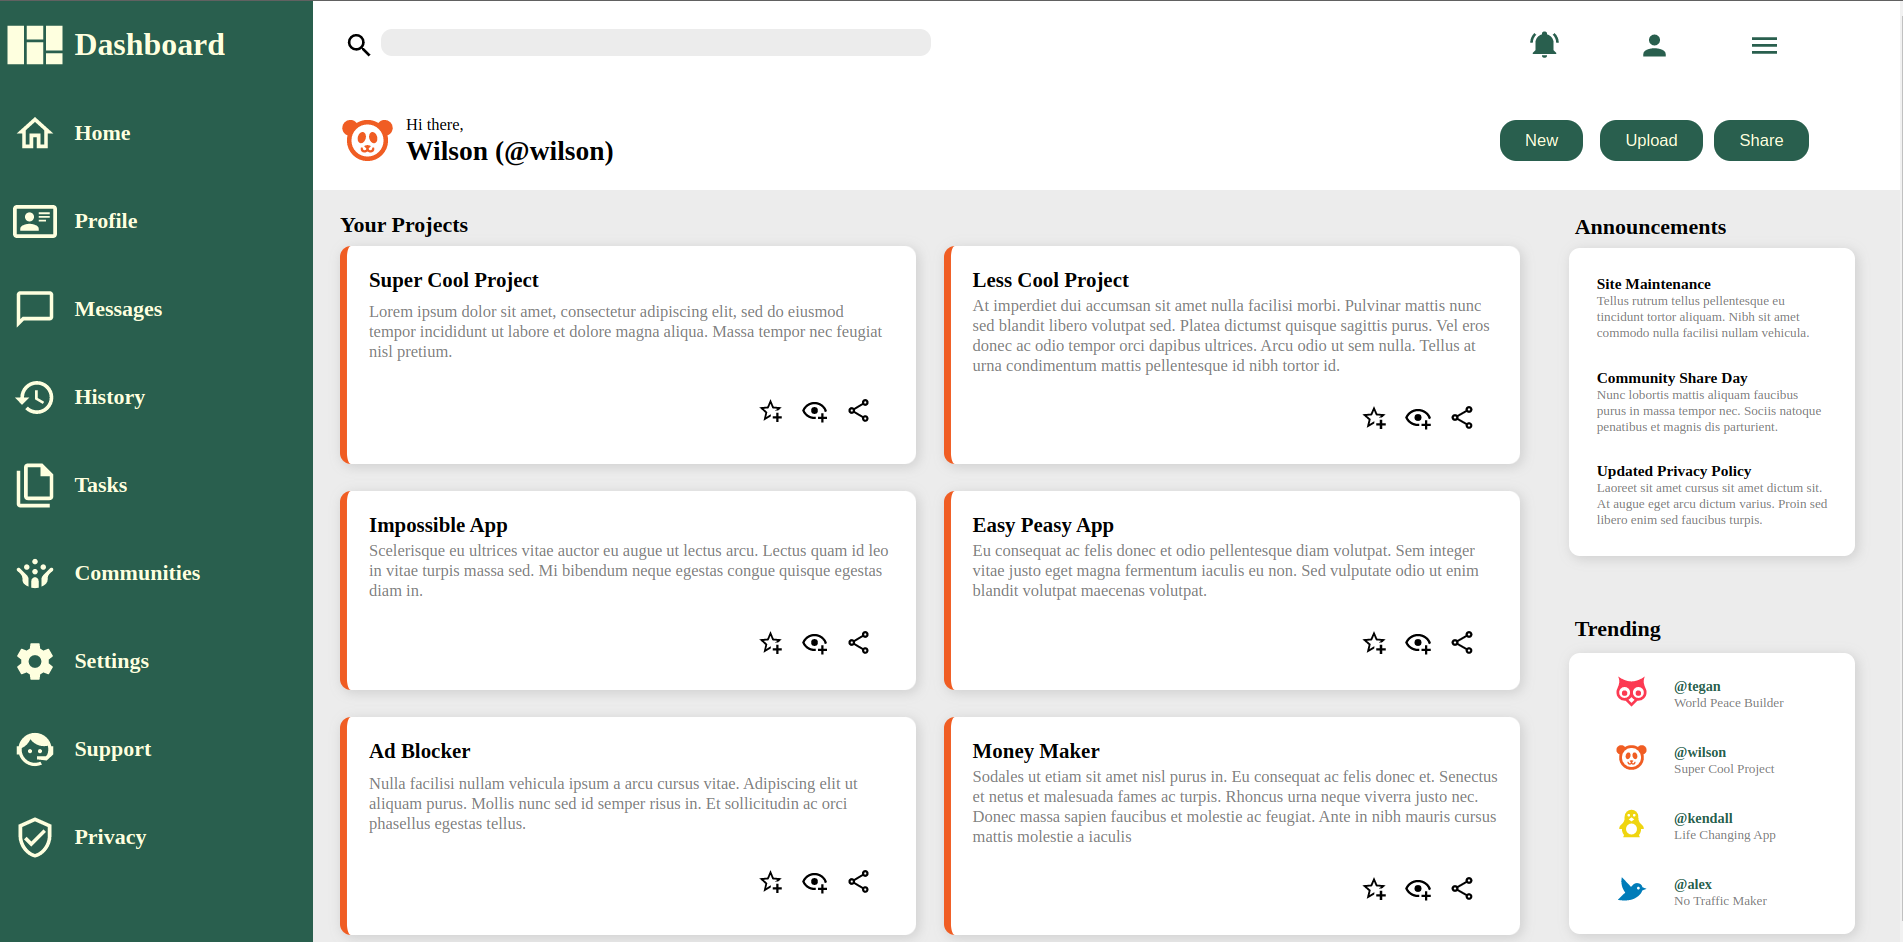 Dashboard
Home
Profile
Messages
History
Tasks
Communities
Settings
Support
Privacy
Hi there,
Wilson (@wilson)
New
Upload
Share
Your Projects
Super Cool Project
Lorem ipsum dolor sit amet, consectetur adipiscing elit, sed do eiusmod
tempor incididunt ut labore et dolore magna aliqua. Massa tempor nec feugiat
nisl pretium.
Less Cool Project
At imperdiet dui accumsan sit amet nulla facilisi morbi. Pulvinar mattis nunc
sed blandit libero volutpat sed. Platea dictumst quisque sagittis purus. Vel eros
donec ac odio tempor orci dapibus ultrices. Arcu odio ut sem nulla. Tellus at
urna condimentum mattis pellentesque id nibh tortor id.
Impossible App
Scelerisque eu ultrices vitae auctor eu augue ut lectus arcu. Lectus quam id leo
in vitae turpis massa sed. Mi bibendum neque egestas congue quisque egestas
diam in.
Easy Peasy App
Eu consequat ac felis donec et odio pellentesque diam volutpat. Sem integer
vitae justo eget magna fermentum iaculis eu non. Sed vulputate odio ut enim
blandit volutpat maecenas volutpat.
Ad Blocker
Nulla facilisi nullam vehicula ipsum a arcu cursus vitae. Adipiscing elit ut
aliquam purus. Mollis nunc sed id semper risus in. Et sollicitudin ac orci
phasellus egestas tellus.
Money Maker
Sodales ut etiam sit amet nisl purus in. Eu consequat ac felis donec et. Senectus
et netus et malesuada fames ac turpis. Rhoncus urna neque viverra justo nec.
Donec massa sapien faucibus et molestie ac feugiat. Ante in nibh mauris cursus
mattis molestie a iaculis
Announcements
Site Maintenance
Tellus rutrum tellus pellentesque eu
tincidunt tortor aliquam. Nibh sit amet
commodo nulla facilisi nullam vehicula.
Community Share Day
Nunc lobortis mattis aliquam faucibus
purus in massa tempor nec. Sociis natoque
penatibus et magnis dis parturient.
Updated Privacy Policy
Laoreet sit amet cursus sit amet dictum sit.
At augue eget arcu dictum varius. Proin sed
libero enim sed faucibus turpis.
Trending
@tegan
World Peace Builder
@wilson
Super Cool Project
@kendall
Life Changing App
@alex
No Traffic Maker